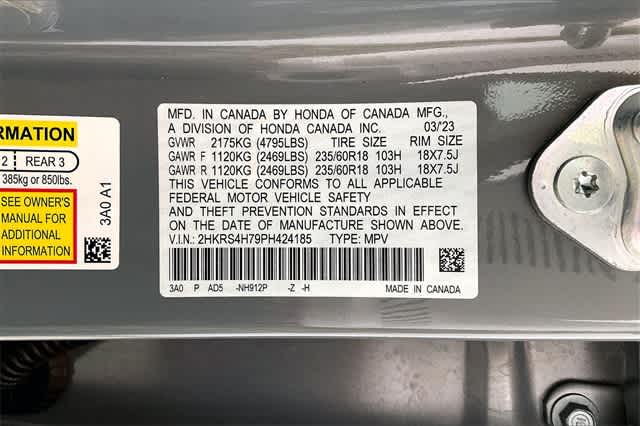 RMATION
2 REAR 3
385kg or 850lbs.
SEE OWNER'S
MANUAL FOR
ADDITIONAL
INFORMATION
3A0 A1
MFD. IN CANADA BY HONDA OF CANADA MFG.,
A DIVISION OF HONDA CANADA INC. 03/23
GVWR 2175KG (4795LBS) TIRE SIZE RIM SIZE
GAWR F 1120KG (2469LBS) 235/60R18 103H 18X7.5J
GAWR R 1120KG (2469LBS) 235/60R18 103H 18X7.5J
THIS VEHICLE CONFORMS TO ALL APPLICABLE
FEDERAL MOTOR VEHICLE SAFETY
AND THEFT PREVENTION STANDARDS IN EFFECT
ON THE DATE OF MANUFACTURE SHOWN ABOVE.
V.I.N.: 2HKRS4H79PH424185 TYPE: MPV
3A0 P AD5 -NH912P -Z -H MADE IN CANADA